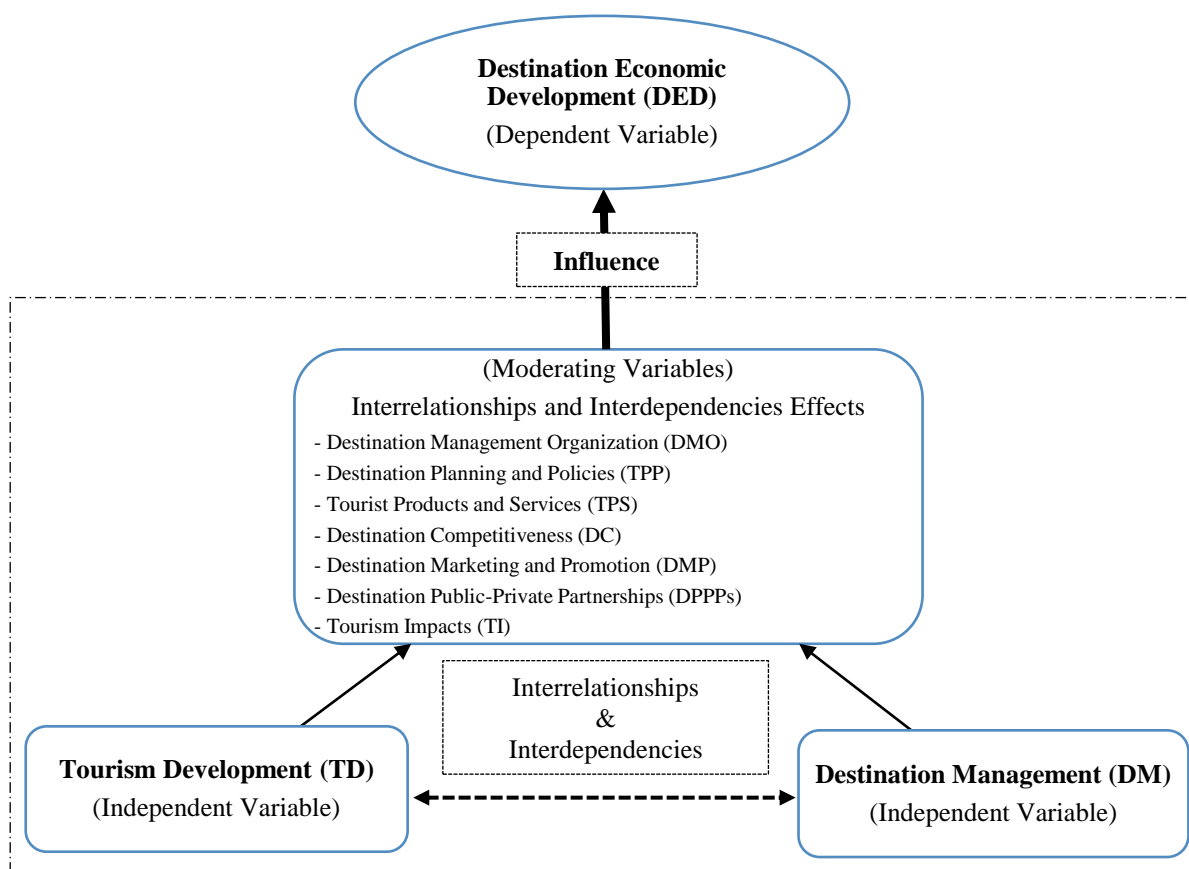 Destination Economic
Development (DED)
(Dependent Variable)
Influence
(Moderating Variables)
Interrelationships and Interdependencies Effects
- Destination Management Organization (DMO)
- Destination Planning and Policies (TPP)
- Tourist Products and Services (TPS)
- Destination Competitiveness (DC)
- Destination Marketing and Promotion (DMP)
- Destination Public-Private Partnerships (DPPPs)
- Tourism Impacts (TI)
Interrelationships
&
Interdependencies
Tourism Development (TD)
(Independent Variable)
Destination Management (DM)
(Independent Variable)